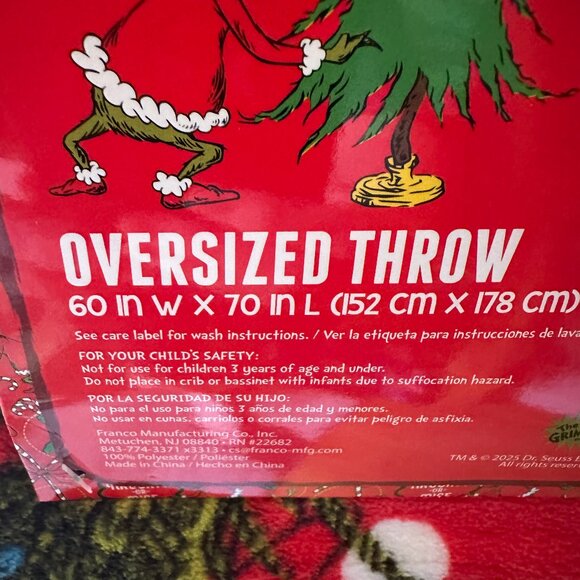 OVERSIZED THROW
60 IN W X 70 IN L (152 CM X 178 CM)
See care label for wash instructions. / Ver la etiqueta para instrucciones de lava
FOR YOUR CHILD'S SAFETY:
Not for use for children 3 years of age and under.
Do not place in crib or bassinet with infants due to suffocation hazard.
POR LA SEGURIDAD DE SU HIJO:
No para el uso para niños 3 años de edad y menores.
No usar en cunas, carriolos o corrales para evitar peligro de asfixia.
Franco Manufacturing Co., Inc.
Metuchen, NJ 08840 • RN #22682
843-774-3371 x3313 • cs@franco-mfg.com
100% Polyester / Poliéster
Made in China / Hecho en China
The
GRIN
TM & © 2025 Dr. Seuss
All rights reser
OR